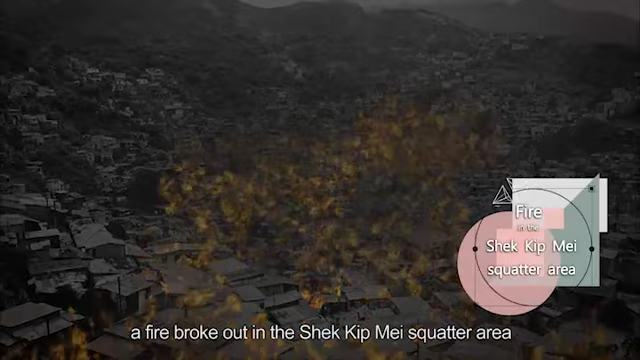 Fire
in the
Shek Kip Mei
squatter area
a fire broke out in the Shek Kip Mei squatter area